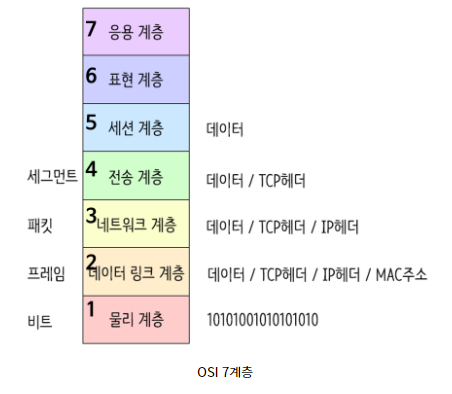 7 응용 계층
6 표현 계층
5 세션 계층 데이터
세그먼트 4 전송 계층 데이터 / TCP헤더
패킷 3 네트워크 계층 데이터 / TCP헤더 / IP헤더
프레임 2 데이터 링크 계층 데이터 / TCP헤더 / IP헤더 / MAC주소
비트 1 물리 계층 10101001010101010
OSI 7계층